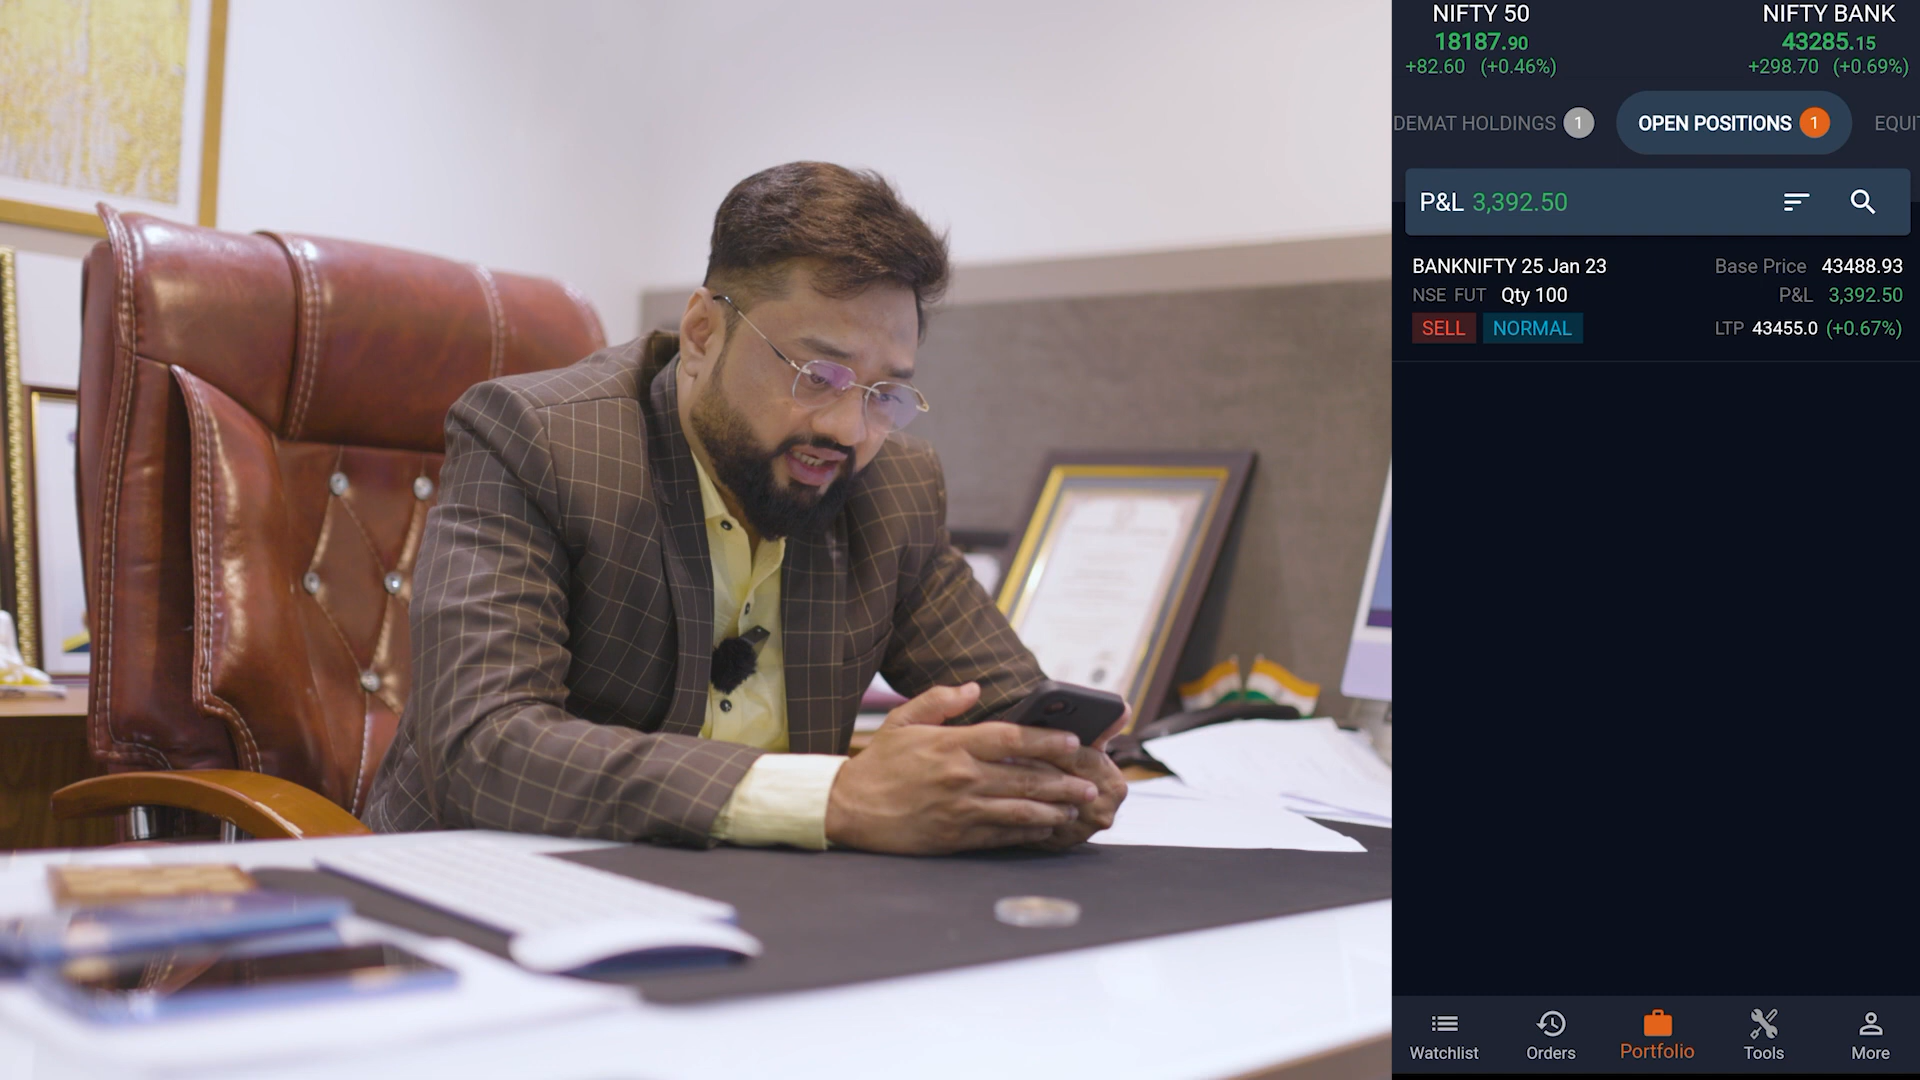 NIFTY 50
18187.90
+82.60 (+0.46%)
NIFTY BANK
43285.15
+298.70 (+0.69%)
DEMAT HOLDINGS 1
OPEN POSITIONS 1
EQUIT
P&L 3,392.50
BANKNIFTY 25 Jan 23
NSE FUT Qty 100
SELL NORMAL
Base Price 43488.93
P&L 3,392.50
LTP 43455.0 (+0.67%)
Watchlist
Orders
Portfolio
Tools
More